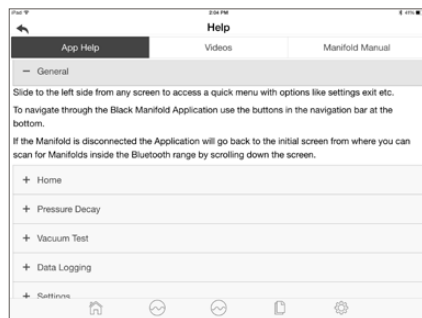 iPad
2:04 PM
41%
Help
App Help
Videos
Manifold Manual
− General
Slide to the left side from any screen to access a quick menu with options like settings exit etc.
To navigate through the Black Manifold Application use the buttons in the navigation bar at the
bottom.
If the Manifold is disconnected the Application will go back to the initial screen from where you can
scan for Manifolds inside the Bluetooth range by scrolling down the screen.
+ Home
+ Pressure Decay
+ Vacuum Test
+ Data Logging
+ Settings